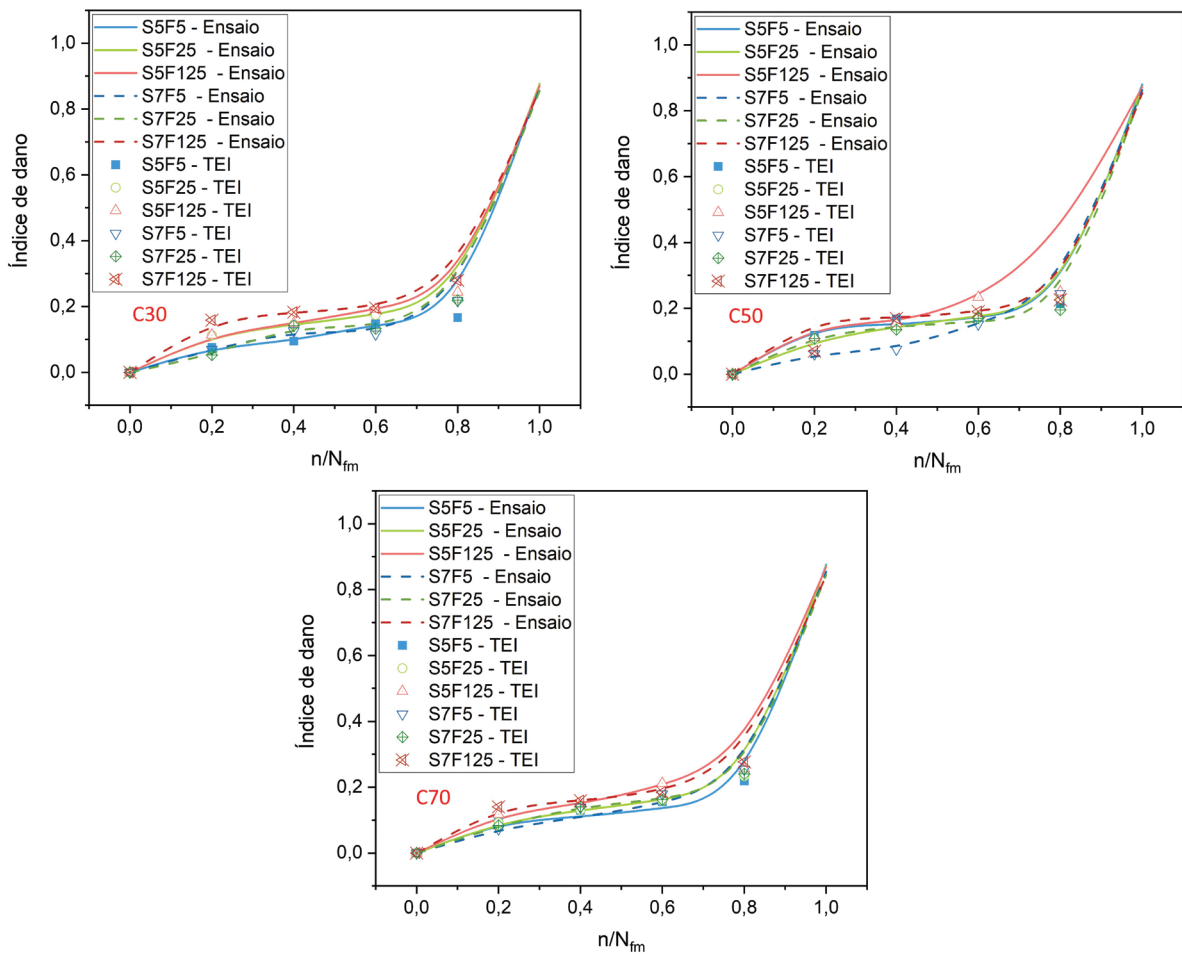 S5F5 - Ensaio
S5F25 - Ensaio
S5F125 - Ensaio
S7F5 - Ensaio
S7F25 - Ensaio
S7F125 - Ensaio
S5F5 - TEI
S5F25 - TEI
S5F125 - TEI
S7F5 - TEI
S7F25 - TEI
S7F125 - TEI
C30
Índice de dano
1,0
0,8
0,6
0,4
0,2
0,0
0,0 0,2 0,4 0,6 0,8 1,0
n/Nfm
S5F5 - Ensaio
S5F25 - Ensaio
S5F125 - Ensaio
S7F5 - Ensaio
S7F25 - Ensaio
S7F125 - Ensaio
S5F5 - TEI
S5F25 - TEI
S5F125 - TEI
S7F5 - TEI
S7F25 - TEI
S7F125 - TEI
C50
Índice de dano
1,0
0,8
0,6
0,4
0,2
0,0
0,0 0,2 0,4 0,6 0,8 1,0
n/Nfm
S5F5 - Ensaio
S5F25 - Ensaio
S5F125 - Ensaio
S7F5 - Ensaio
S7F25 - Ensaio
S7F125 - Ensaio
S5F5 - TEI
S5F25 - TEI
S5F125 - TEI
S7F5 - TEI
S7F25 - TEI
S7F125 - TEI
C70
Índice de dano
1,0
0,8
0,6
0,4
0,2
0,0
0,0 0,2 0,4 0,6 0,8 1,0
n/Nfm